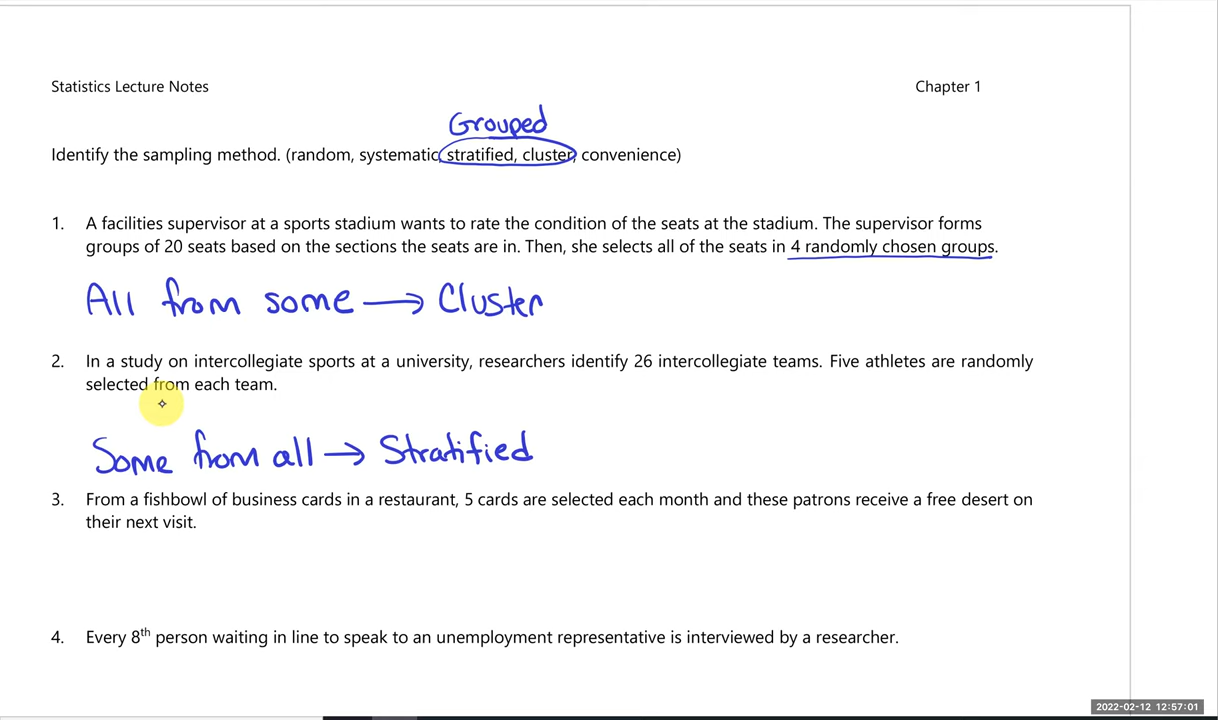 Statistics Lecture Notes Chapter 1
Grouped
Identify the sampling method. (random, systematic, stratified, cluster, convenience)
1. A facilities supervisor at a sports stadium wants to rate the condition of the seats at the stadium. The supervisor forms
groups of 20 seats based on the sections the seats are in. Then, she selects all of the seats in 4 randomly chosen groups.
All from some → Cluster
2. In a study on intercollegiate sports at a university, researchers identify 26 intercollegiate teams. Five athletes are randomly
selected from each team.
Some from all → Stratified
3. From a fishbowl of business cards in a restaurant, 5 cards are selected each month and these patrons receive a free desert on
their next visit.
4. Every 8th person waiting in line to speak to an unemployment representative is interviewed by a researcher.
2022-02-12 12:57:01